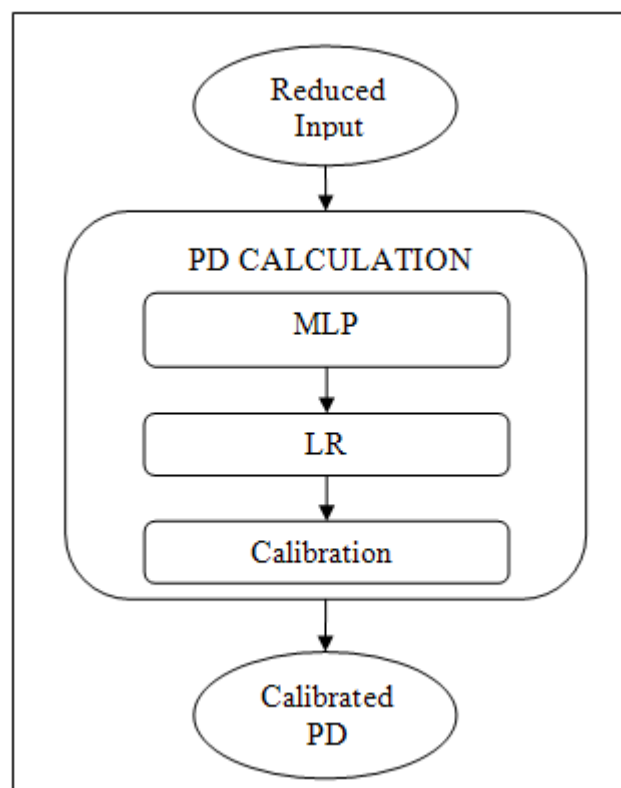 Reduced
Input
PD CALCULATION
MLP
LR
Calibration
Calibrated
PD